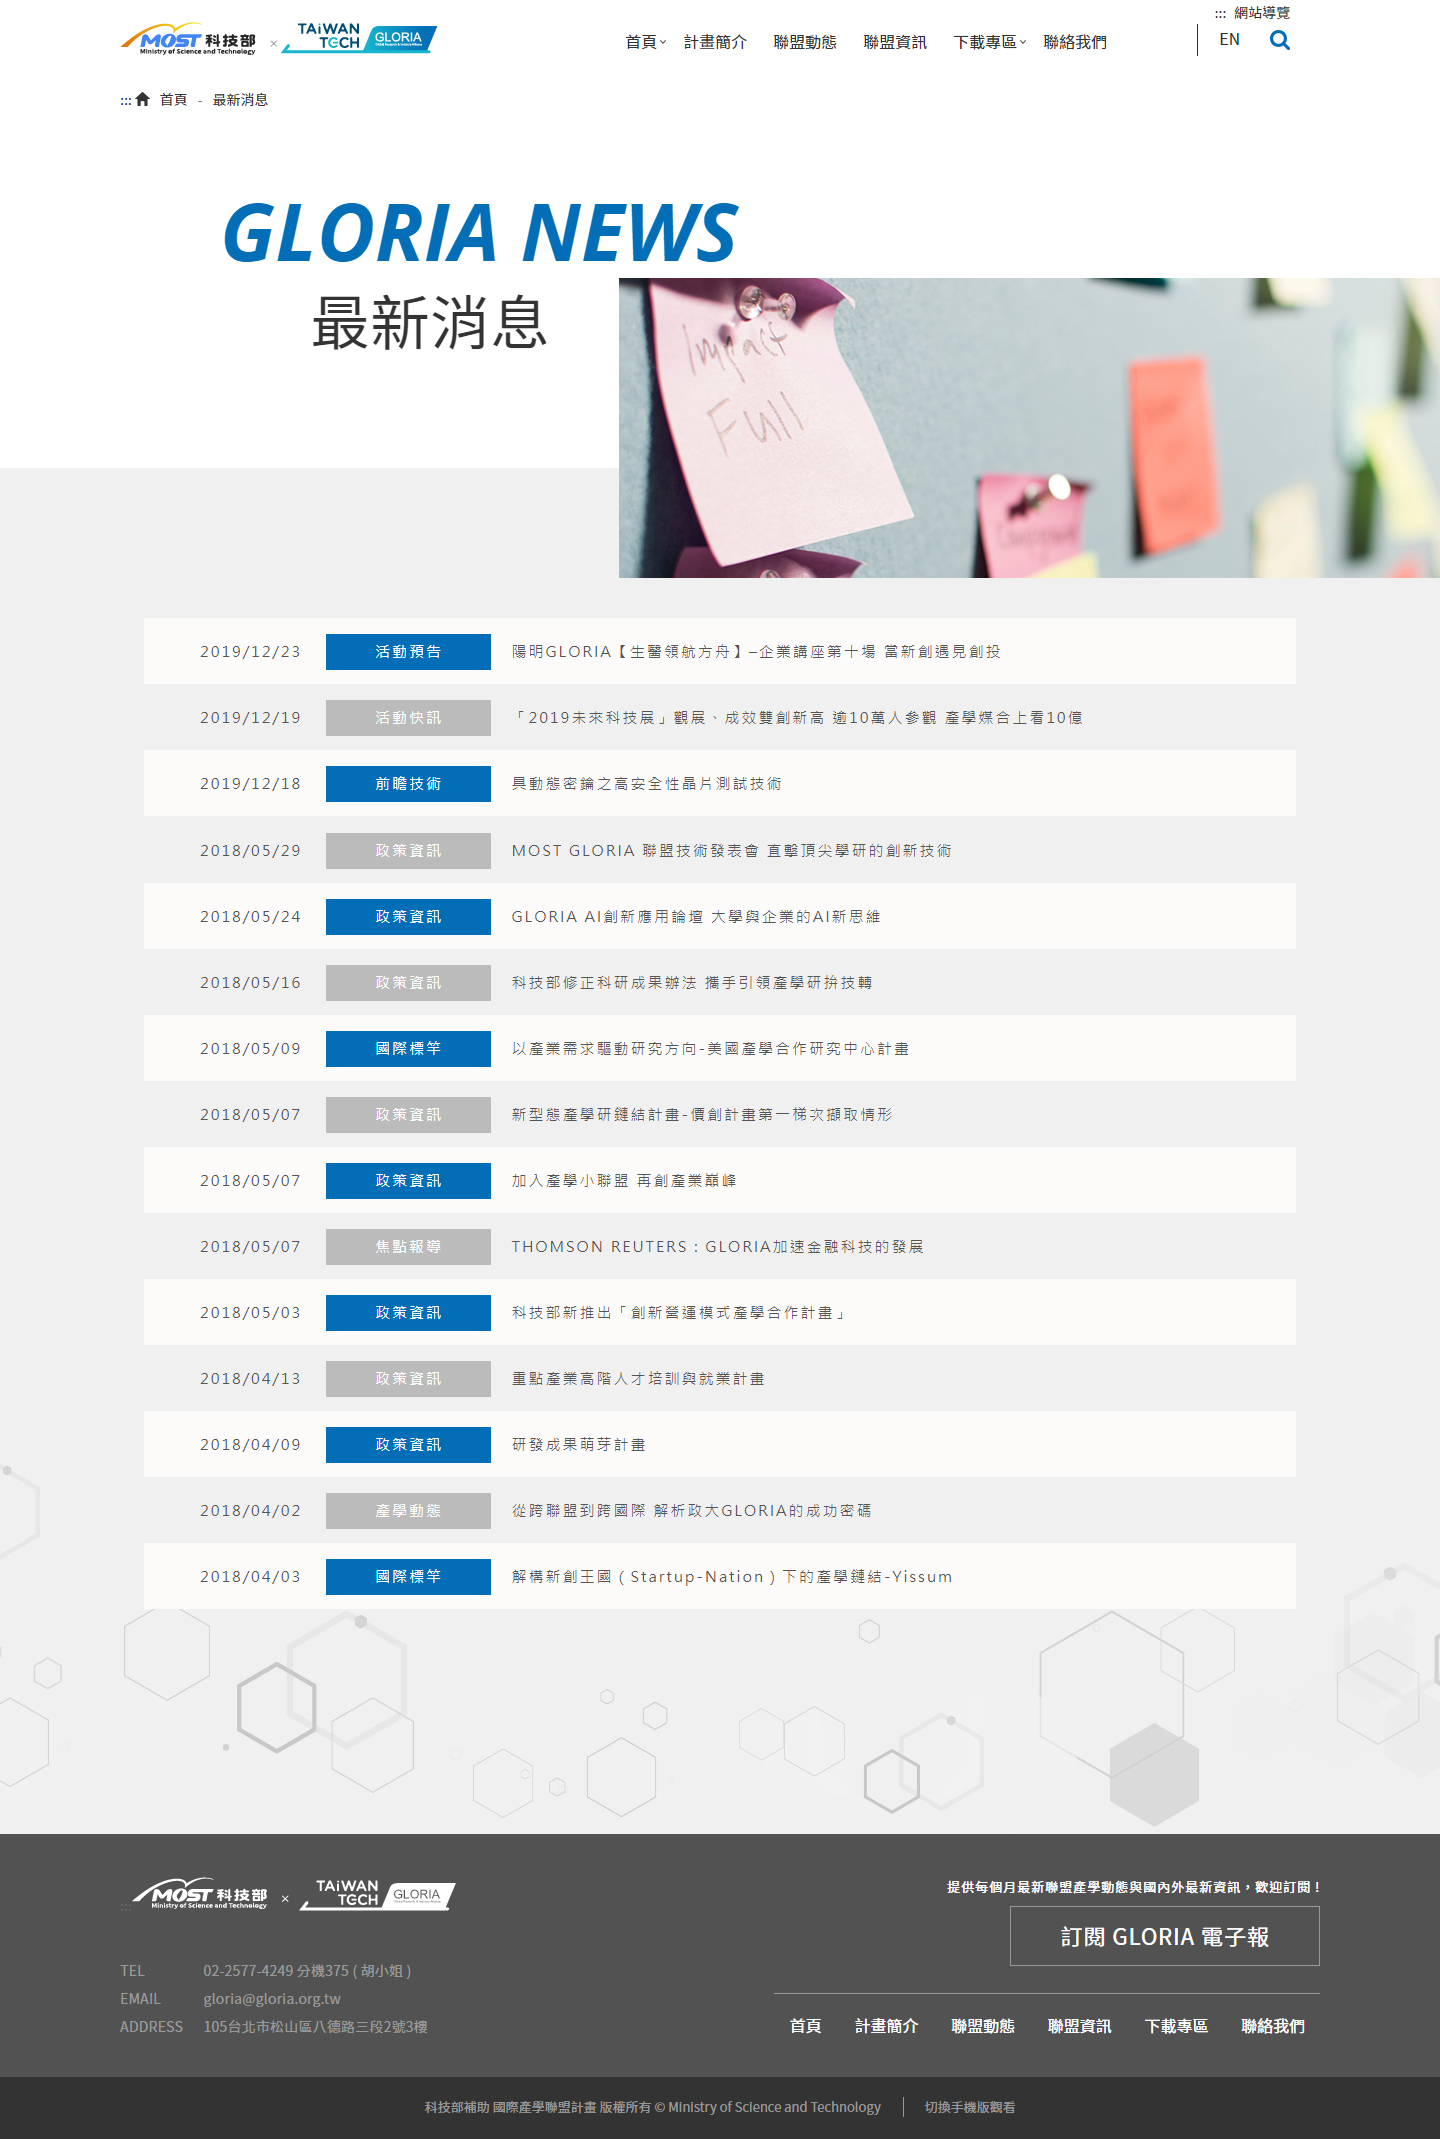 ::: 網站導覽
MOST 科技部
Ministry of Science and Technology
×
TAiWAN TECH
GLORIA
首頁 計畫簡介 聯盟動態 聯盟資訊 下載專區 聯絡我們
EN
::: 首頁 - 最新消息
GLORIA NEWS
最新消息
Impact
Full
2019/12/23 活動預告 陽明GLORIA【生醫領航方舟】–企業講座第十場 當新創遇見創投
2019/12/19 活動快訊 「2019未來科技展」觀展、成效雙創新高 逾10萬人參觀 產學媒合上看10億
2019/12/18 前瞻技術 具動態密鑰之高安全性晶片測試技術
2018/05/29 政策資訊 MOST GLORIA 聯盟技術發表會 直擊頂尖學研的創新技術
2018/05/24 政策資訊 GLORIA AI創新應用論壇 大學與企業的AI新思維
2018/05/16 政策資訊 科技部修正科研成果辦法 攜手引領產學研拚技轉
2018/05/09 國際標竿 以產業需求驅動研究方向-美國產學合作研究中心計畫
2018/05/07 政策資訊 新型態產學研鏈結計畫-價創計畫第一梯次擷取情形
2018/05/07 政策資訊 加入產學小聯盟 再創產業巔峰
2018/05/07 焦點報導 THOMSON REUTERS：GLORIA加速金融科技的發展
2018/05/03 政策資訊 科技部新推出「創新營運模式產學合作計畫」
2018/04/13 政策資訊 重點產業高階人才培訓與就業計畫
2018/04/09 政策資訊 研發成果萌芽計畫
2018/04/02 產學動態 從跨聯盟到跨國際 解析政大GLORIA的成功密碼
2018/04/03 國際標竿 解構新創王國（Startup-Nation）下的產學鏈結-Yissum
:::
MOST 科技部
Ministry of Science and Technology
×
TAiWAN TECH
GLORIA
提供每個月最新聯盟產學動態與國內外最新資訊，歡迎訂閱！
訂閱 GLORIA 電子報
TEL 02-2577-4249 分機375 ( 胡小姐 )
EMAIL gloria@gloria.org.tw
ADDRESS 105台北市松山區八德路三段2號3樓
首頁 計畫簡介 聯盟動態 聯盟資訊 下載專區 聯絡我們
科技部補助 國際產學聯盟計畫 版權所有 © Ministry of Science and Technology 切換手機版觀看